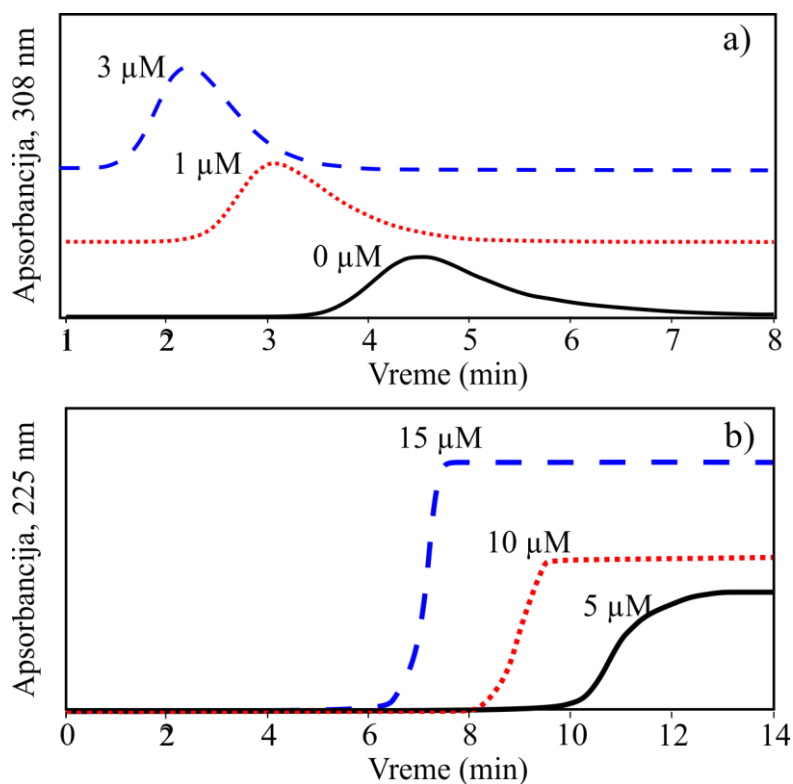 a)
3 µM
1 µM
0 µM
Apsorbancija, 308 nm
1 2 3 4 5 6 7 8
Vreme (min)
b)
15 µM
10 µM
5 µM
Apsorbancija, 225 nm
0 2 4 6 8 10 12 14
Vreme (min)